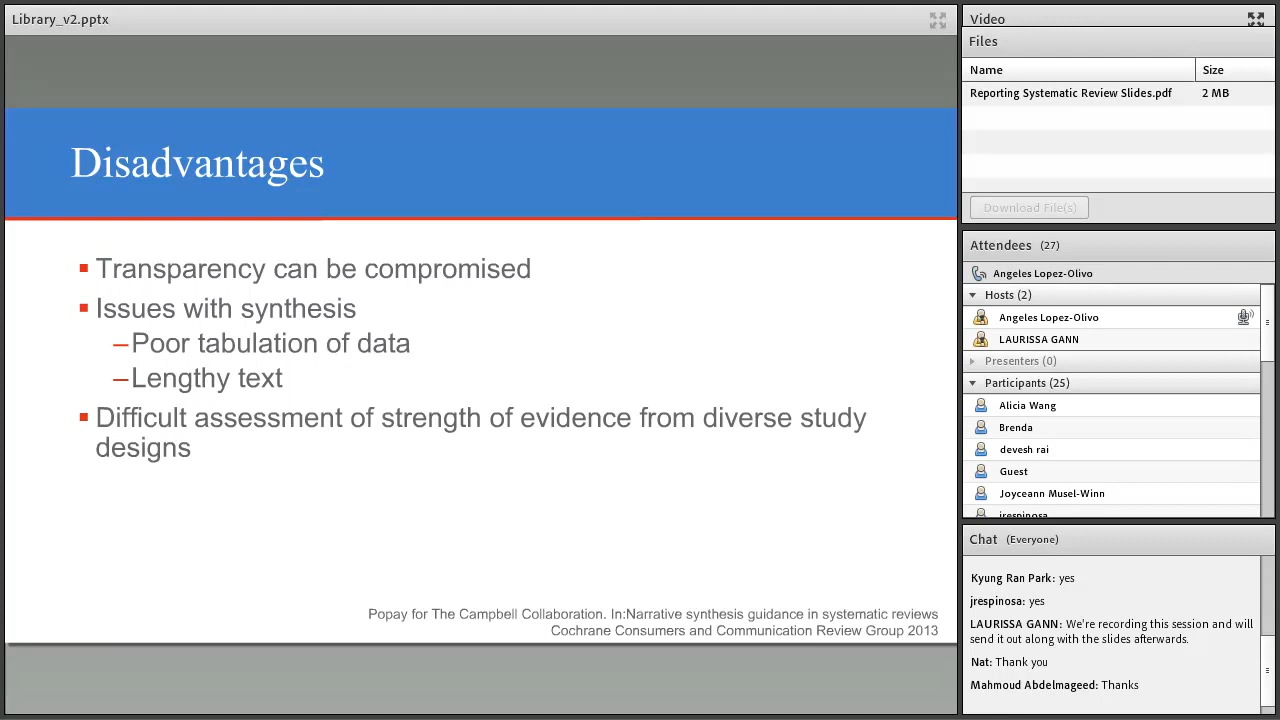 Library_v2.pptx
Disadvantages
Transparency can be compromised
Issues with synthesis
–Poor tabulation of data
–Lengthy text
Difficult assessment of strength of evidence from diverse study
designs
Popay for The Campbell Collaboration. In:Narrative synthesis guidance in systematic reviews
Cochrane Consumers and Communication Review Group 2013
Video
Files
Name Size
Reporting Systematic Review Slides.pdf 2 MB
Download File(s)
Attendees (27)
Angeles Lopez-Olivo
Hosts (2)
Angeles Lopez-Olivo
LAURISSA GANN
Presenters (0)
Participants (25)
Alicia Wang
Brenda
devesh rai
Guest
Joyceann Musel-Winn
jrespinosa
Chat (Everyone)
Kyung Ran Park: yes
jrespinosa: yes
LAURISSA GANN: We're recording this session and will
send it out along with the slides afterwards.
Nat: Thank you
Mahmoud Abdelmageed: Thanks